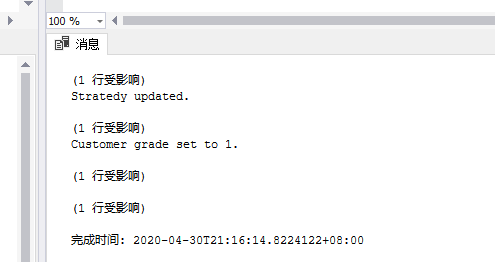 100 %
消息
(1 行受影响)
Stratedy updated.
(1 行受影响)
Customer grade set to 1.
(1 行受影响)
(1 行受影响)
完成时间: 2020-04-30T21:16:14.8224122+08:00